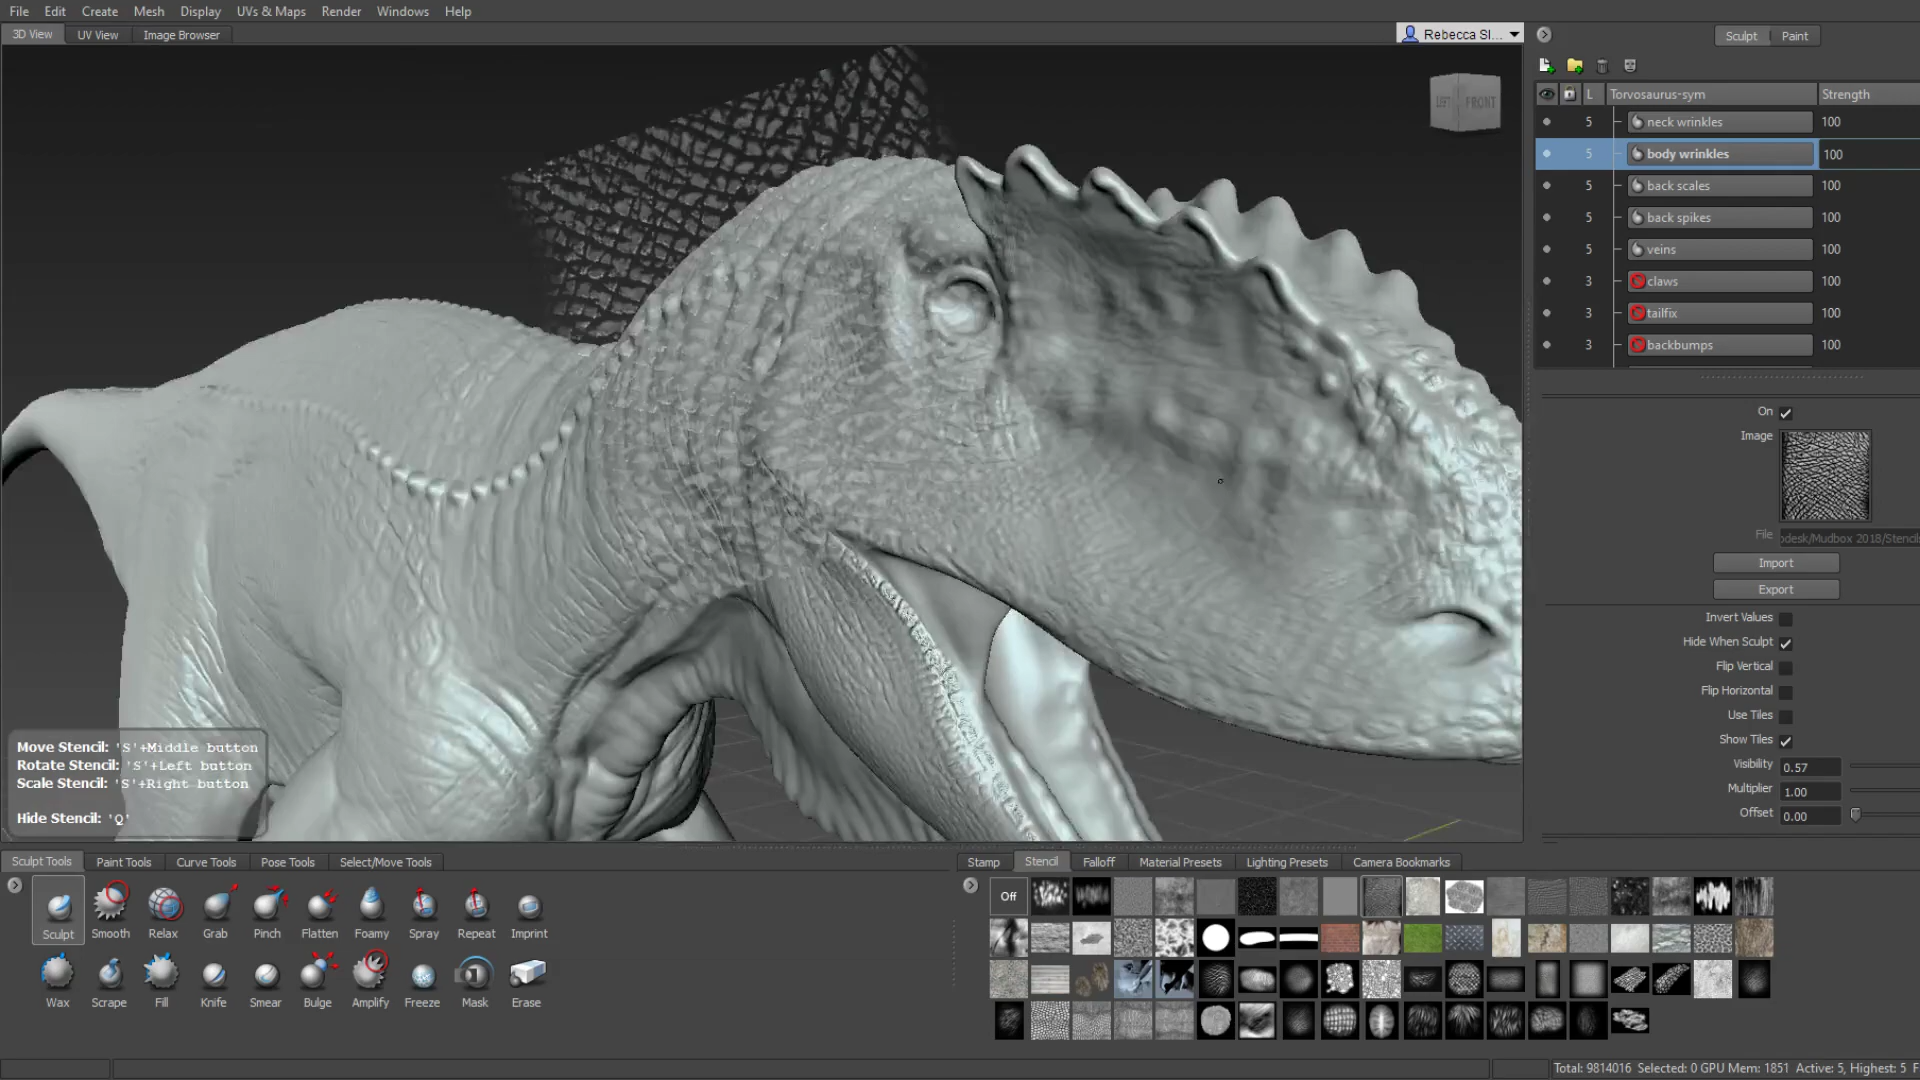 File Edit Create Mesh Display UVs & Maps Render Curves Windows Help
3D View UV View Image Browser
Rebecca Sl...
Sculpt Paint
LEFT FRONT
L Torvosaurus-sym Strength
5 neck wrinkles 100
5 body wrinkles 100
5 back scales 100
5 back spikes 100
5 veins 100
3 claws 100
3 tailfix 100
3 backbumps 100
On
Image
File odesk/Mudbox 2018/Stencils
Import
Export
Invert Values
Hide When Sculpt
Flip Vertical
Flip Horizontal
Use Tiles
Show Tiles
Visibility 0.57
Multiplier 1.00
Offset 0.00
Move Stencil: 'S'+Middle button
Rotate Stencil: 'S'+Left button
Scale Stencil: 'S'+Right button
Hide Stencil: 'Q'
Sculpt Tools Paint Tools Curve Tools Pose Tools Select/Move Tools
Sculpt Smooth Relax Grab Pinch Flatten Foamy Spray Repeat Imprint
Wax Scrape Fill Knife Smear Bulge Amplify Freeze Mask Erase
Stamp Stencil Falloff Material Presets Lighting Presets Camera Bookmarks
Off
Total: 9814016 Selected: 0 GPU Mem: 1851 Active: 5, Highest: 5 F